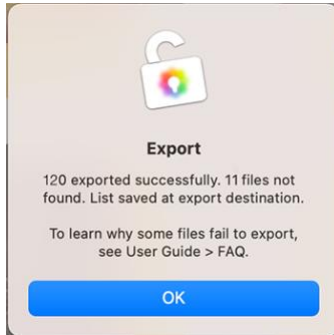 Export
120 exported successfully. 11 files not
found. List saved at export destination.
To learn why some files fail to export,
see User Guide > FAQ.
OK